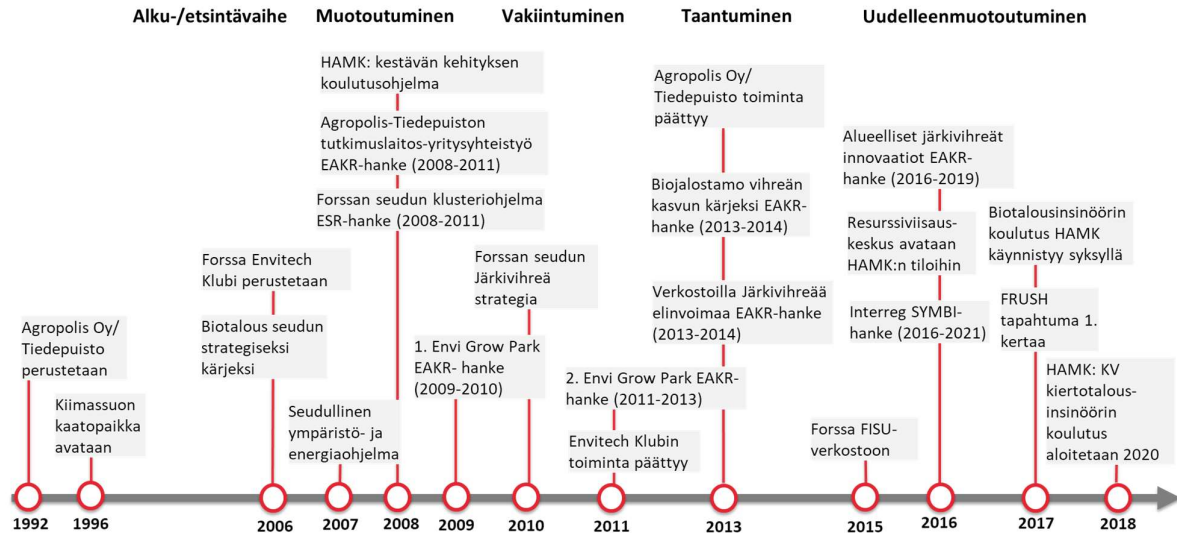 Alku-/etsintävaihe
Muotoutuminen
Vakiintuminen
Taantuminen
Uudelleenmuotoutuminen
Agropolis Oy/
Tiedepuisto
perustetaan
Kiimassuon
kaatopaikka
avataan
Forssa Envitech
Klubi perustetaan
Biotalous seudun
strategiseksi
kärjeksi
Seudullinen
ympäristö- ja
energiaohjelma
HAMK: kestävän kehityksen
koulutusohjelma
Agropolis-Tiedepuiston
tutkimuslaitos-yritysyhteistyö
EAKR-hanke (2008-2011)
Forssan seudun klusteriohjelma
ESR-hanke (2008-2011)
1. Envi Grow Park
EAKR- hanke
(2009-2010)
Forssan seudun
Järkivihreä
strategia
2. Envi Grow Park EAKR-
hanke (2011-2013)
Envitech Klubin
toiminta päättyy
Agropolis Oy/
Tiedepuisto toiminta
päättyy
Biojalostamo vihreän
kasvun kärjeksi EAKR-
hanke (2013-2014)
Verkostoilla Järkivihreää
elinvoimaa EAKR-hanke
(2013-2014)
Forssa FISU-
verkostoon
Alueelliset järkivihreät
innovaatiot EAKR-
hanke (2016-2019)
Resurssiviisaus-
keskus avataan
HAMK:n tiloihin
Interreg SYMBI-
hanke (2016-2021)
Biotalousinsinöörin
koulutus HAMK
käynnistyy syksyllä
FRUSH
tapahtuma 1.
kertaa
HAMK: KV
kiertotalous-
insinöörin
koulutus
aloitetaan 2020
1992
1996
2006
2007
2008
2009
2010
2011
2013
2015
2016
2017
2018